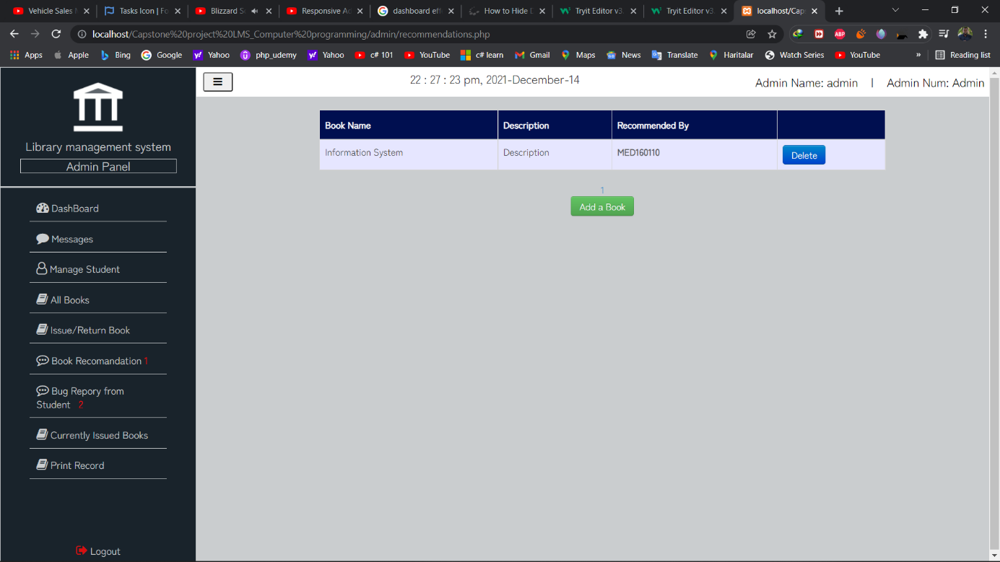 Vehicle Sales
Tasks Icon | Fo
Blizzard S
Responsive Ad
dashboard eff
How to Hide D
Tryit Editor v3.
Tryit Editor v3.
localhost/Cap
localhost/Capstone%20project%20LMS_Computer%20programming/admin/recommendations.php
ABP
Apps Apple Bing Google Yahoo php_udemy Yahoo c# 101 YouTube c# learn Gmail Maps News Translate Haritalar Watch Series YouTube » Reading list
22 : 27 : 23 pm, 2021-December-14
Admin Name: admin | Admin Num: Admin
Library management system
Admin Panel
DashBoard
Messages
Manage Student
All Books
Issue/Return Book
Book Recomandation 1
Bug Repory from
Student 2
Currently Issued Books
Print Record
Logout
Book Name Description Recommended By
Information System Description MED160110 Delete
1
Add a Book